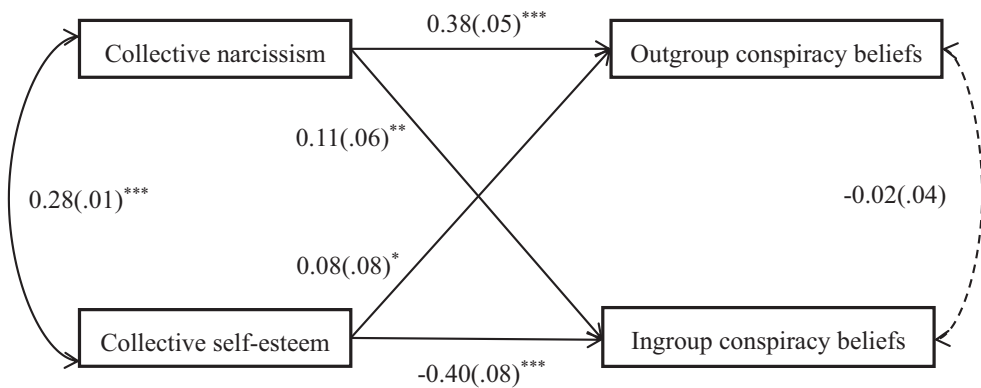 0.38(.05)***
Collective narcissism
Outgroup conspiracy beliefs
0.11(.06)**
0.28(.01)***
-0.02(.04)
0.08(.08)*
Collective self-esteem
Ingroup conspiracy beliefs
-0.40(.08)***